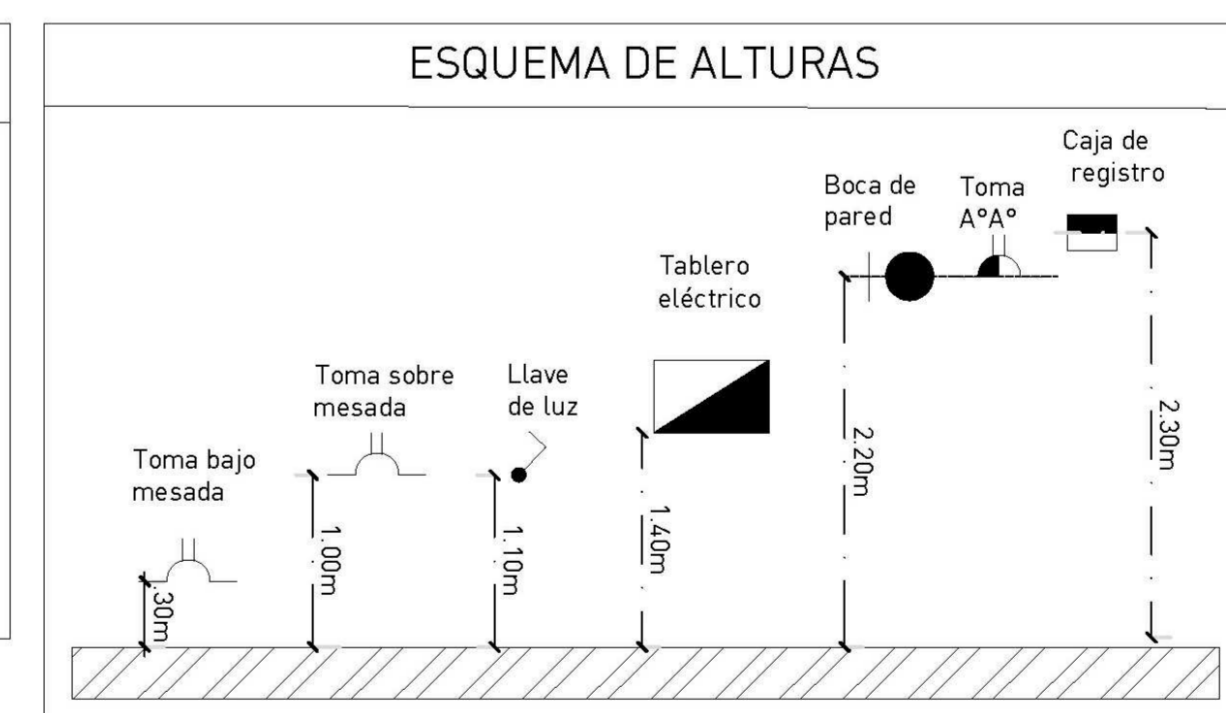 ESQUEMA DE ALTURAS
Toma bajo
mesada
.30m
Toma sobre
mesada
1.00m
Llave
de luz
1.10m
Tablero
eléctrico
1.40m
Boca de
pared
2.20m
Toma
A°A°
Caja de
registro
2.30m